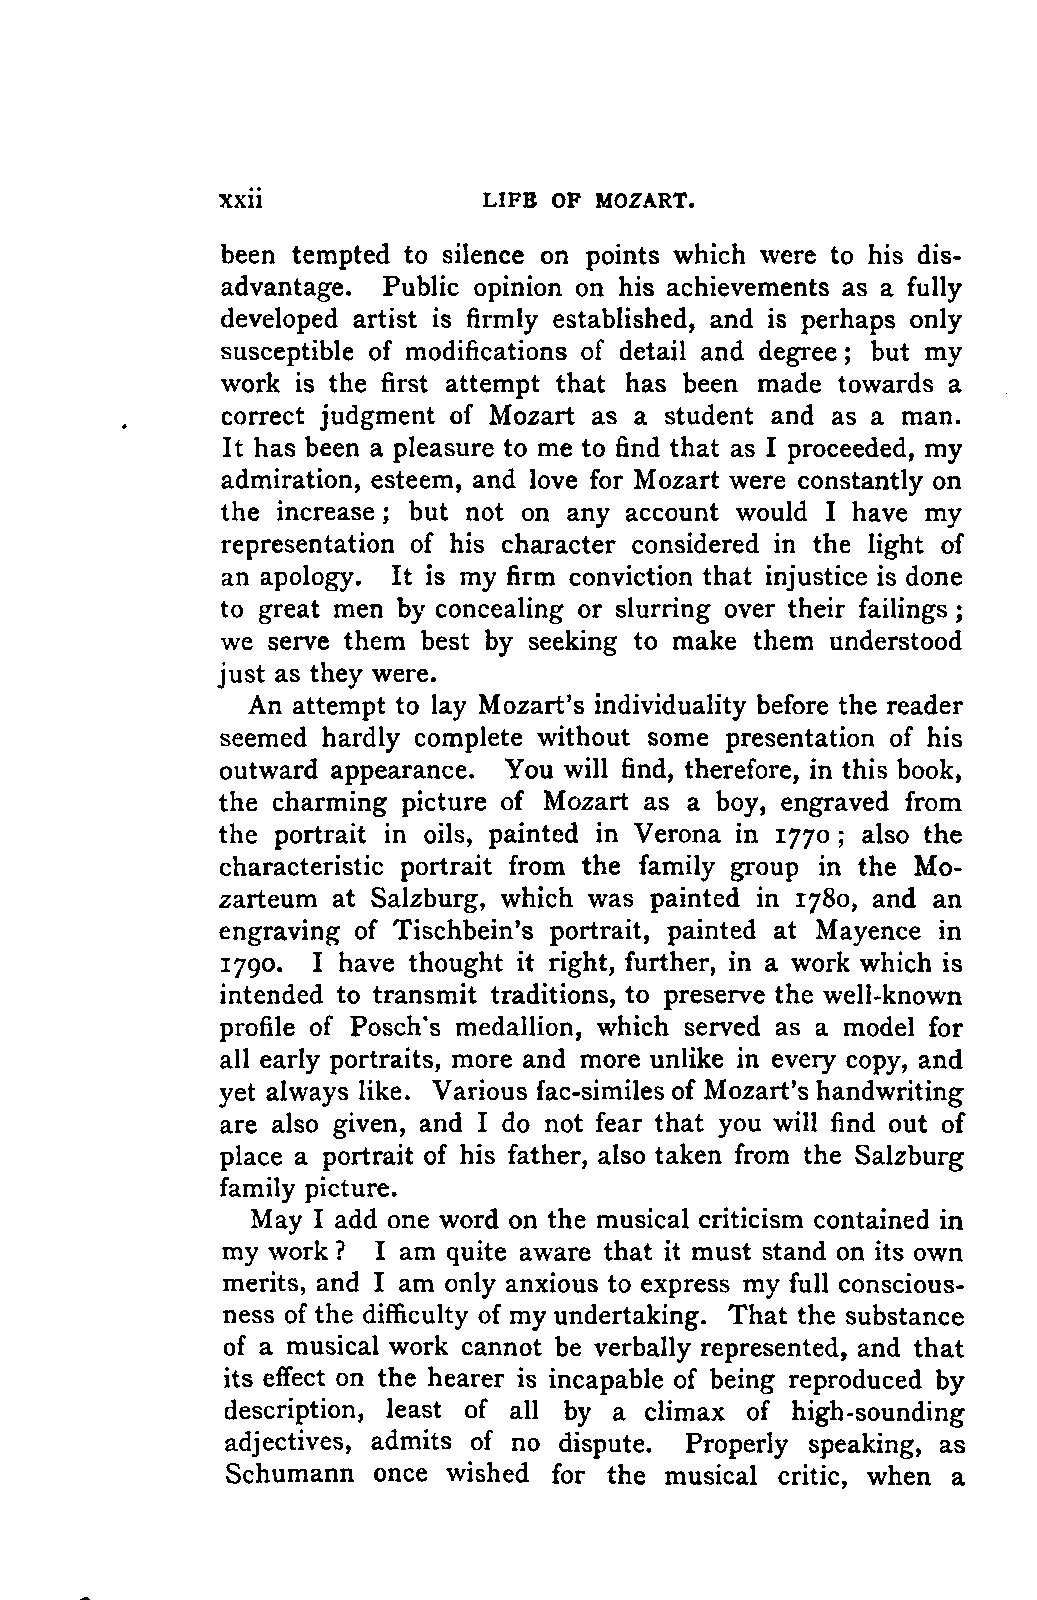 xxii LIFE OF MOZART.
been tempted to silence on points which were to his dis-
advantage. Public opinion on his achievements as a fully
developed artist is firmly established, and is perhaps only
susceptible of modifications of detail and degree; but my
work is the first attempt that has been made towards a
correct judgment of Mozart as a student and as a man.
It has been a pleasure to me to find that as I proceeded, my
admiration, esteem, and love for Mozart were constantly on
the increase; but not on any account would I have my
representation of his character considered in the light of
an apology. It is my firm conviction that injustice is done
to great men by concealing or slurring over their failings;
we serve them best by seeking to make them understood
just as they were.
An attempt to lay Mozart's individuality before the reader
seemed hardly complete without some presentation of his
outward appearance. You will find, therefore, in this book,
the charming picture of Mozart as a boy, engraved from
the portrait in oils, painted in Verona in 1770; also the
characteristic portrait from the family group in the Mo-
zarteum at Salzburg, which was painted in 1780, and an
engraving of Tischbein's portrait, painted at Mayence in
1790. I have thought it right, further, in a work which is
intended to transmit traditions, to preserve the well-known
profile of Posch's medallion, which served as a model for
all early portraits, more and more unlike in every copy, and
yet always like. Various fac-similes of Mozart's handwriting
are also given, and I do not fear that you will find out of
place a portrait of his father, also taken from the Salzburg
family picture.
May I add one word on the musical criticism contained in
my work? I am quite aware that it must stand on its own
merits, and I am only anxious to express my full conscious-
ness of the difficulty of my undertaking. That the substance
of a musical work cannot be verbally represented, and that
its effect on the hearer is incapable of being reproduced by
description, least of all by a climax of high-sounding
adjectives, admits of no dispute. Properly speaking, as
Schumann once wished for the musical critic, when a